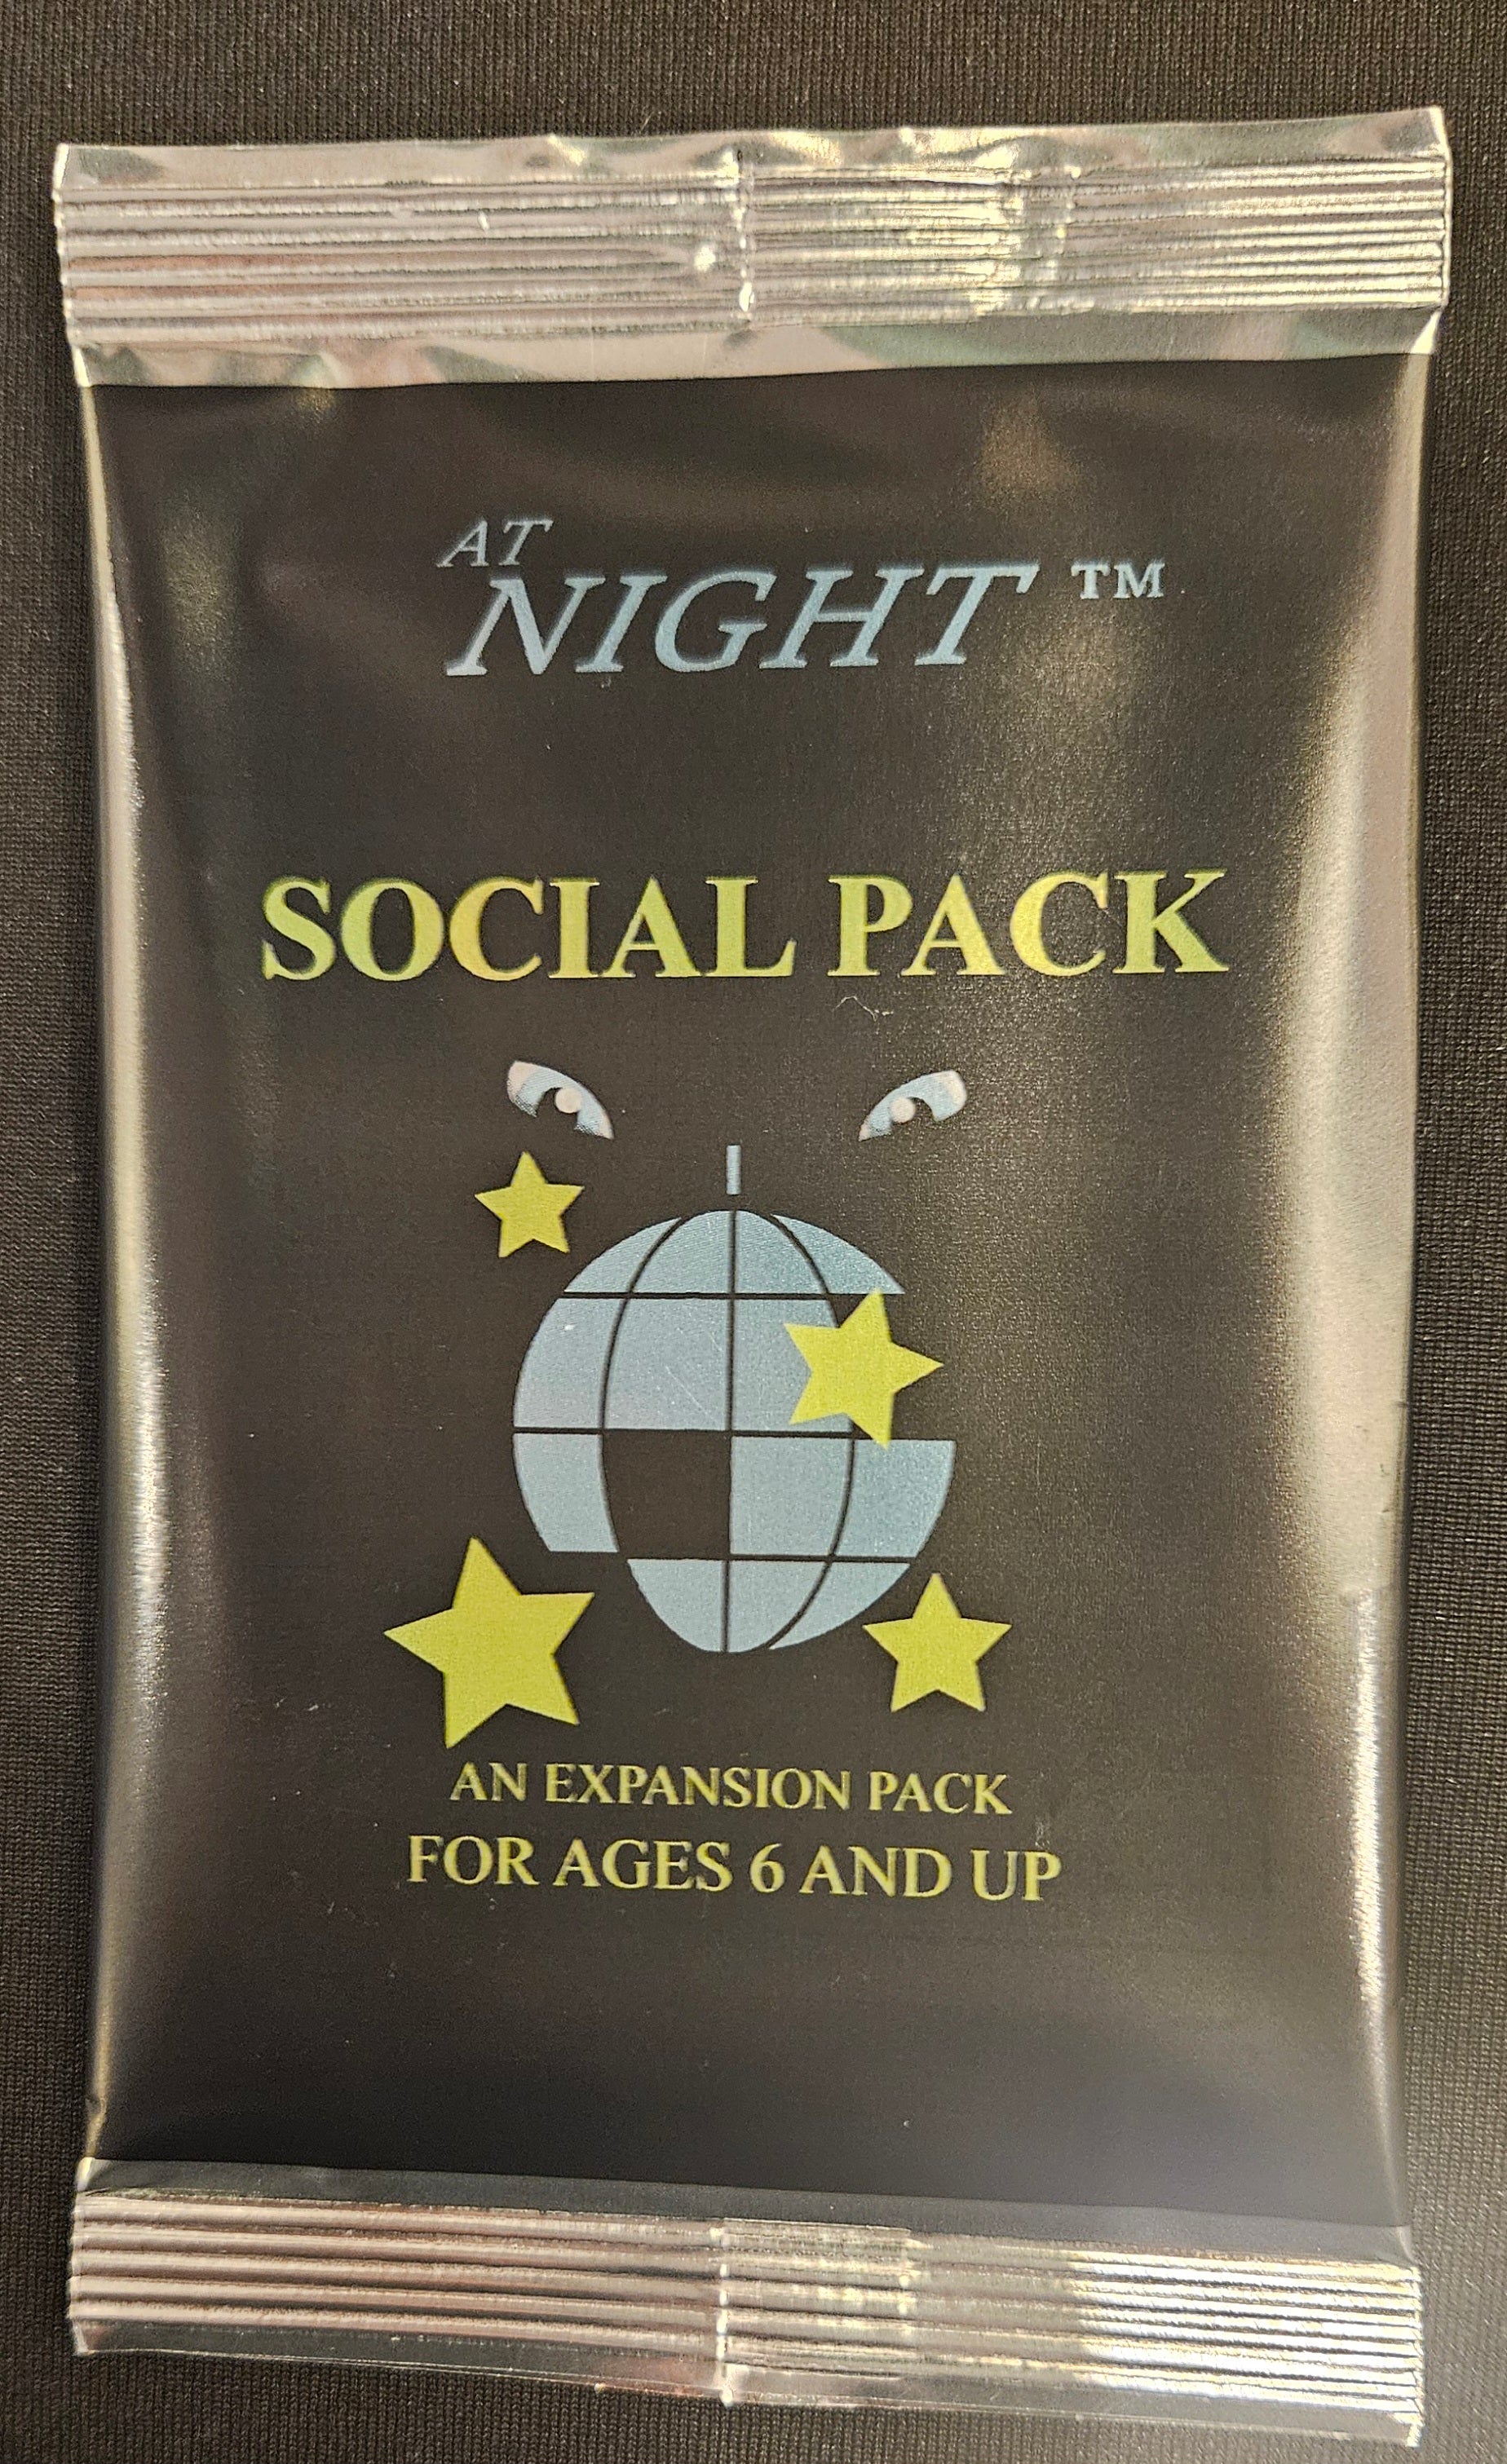 AT
NIGHT ™
SOCIAL PACK
AN EXPANSION PACK
FOR AGES 6 AND UP